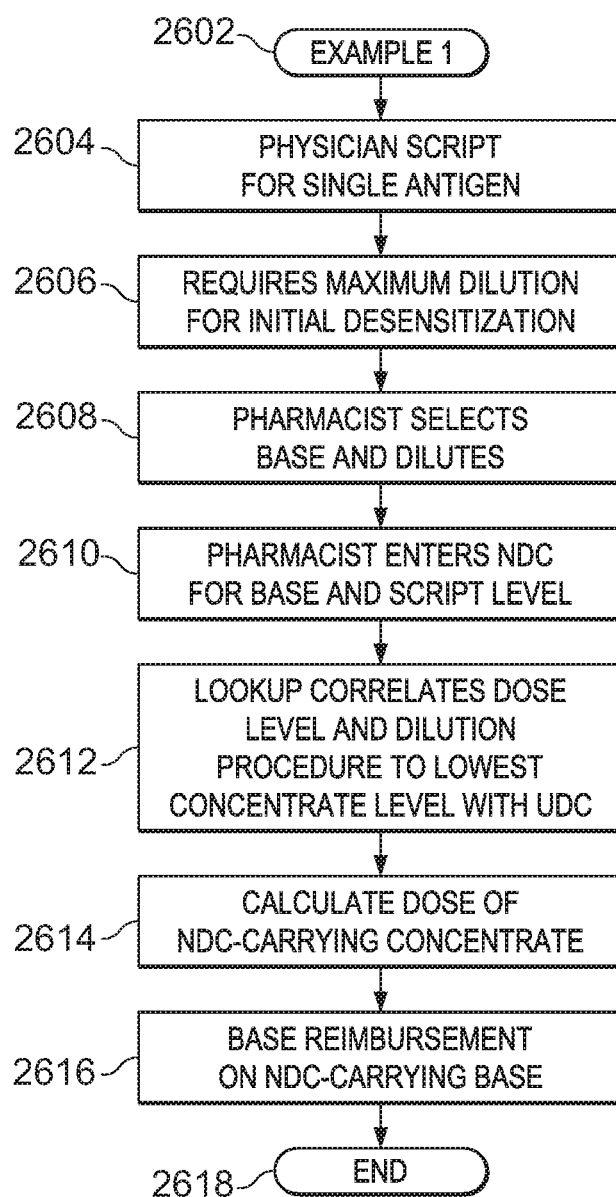 2602
EXAMPLE 1
2604
PHYSICIAN SCRIPT
FOR SINGLE ANTIGEN
2606
REQUIRES MAXIMUM DILUTION
FOR INITIAL DESENSITIZATION
2608
PHARMACIST SELECTS
BASE AND DILUTES
2610
PHARMACIST ENTERS NDC
FOR BASE AND SCRIPT LEVEL
2612
LOOKUP CORRELATES DOSE
LEVEL AND DILUTION
PROCEDURE TO LOWEST
CONCENTRATE LEVEL WITH UDC
2614
CALCULATE DOSE OF
NDC-CARRYING CONCENTRATE
2616
BASE REIMBURSEMENT
ON NDC-CARRYING BASE
2618
END